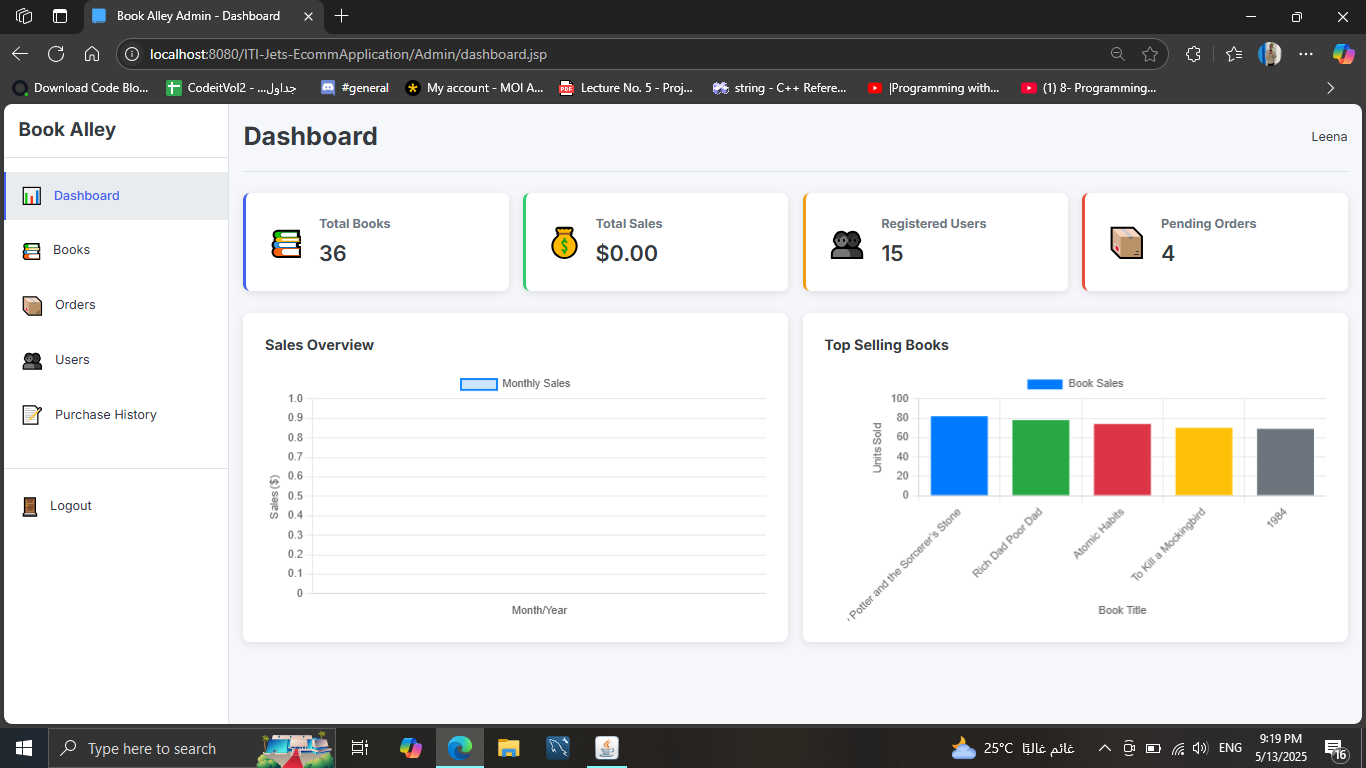 Book Alley Admin - Dashboard
localhost:8080/ITI-Jets-EcommApplication/Admin/dashboard.jsp
Download Code Blo...
CodeitVol2 - ...جداول
#general
My account - MOI A...
Lecture No. 5 - Proj...
string - C++ Refere...
|Programming with...
(1) 8- Programming...
Book Alley
Dashboard
Books
Orders
Users
Purchase History
Logout
Dashboard
Leena
Total Books
36
Total Sales
$0.00
Registered Users
15
Pending Orders
4
Sales Overview
Monthly Sales
1.0
0.9
0.8
0.7
0.6
0.5
0.4
0.3
0.2
0.1
0
Sales ($)
Month/Year
Top Selling Books
Book Sales
100
80
60
40
20
0
Units Sold
Potter and the Sorcerer's Stone
Rich Dad Poor Dad
Atomic Habits
To Kill a Mockingbird
1984
Book Title
Type here to search
25°C غائم غالبًا
ENG
9:19 PM
5/13/2025
16